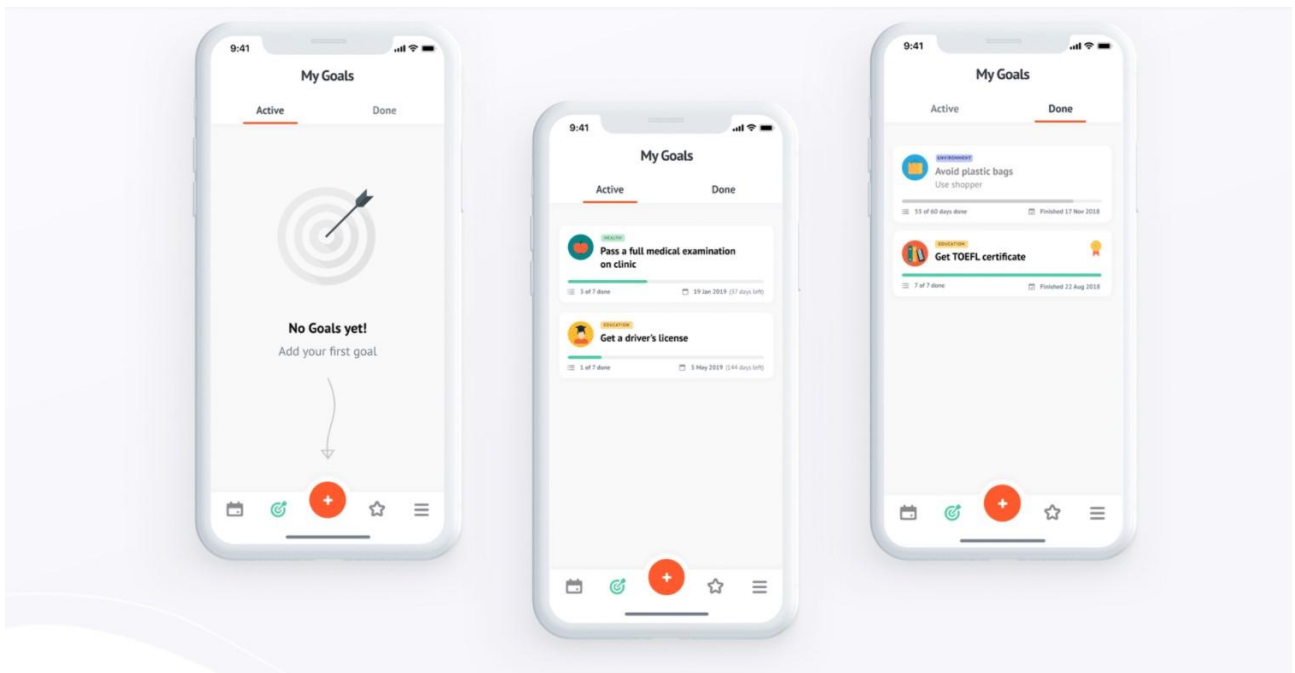 9:41
My Goals
Active Done
No Goals yet!
Add your first goal
9:41
My Goals
Active Done
HEALTH
Pass a full medical examination
on clinic
3 of 7 done 19 Jan 2019 (37 days left)
EDUCATION
Get a driver's license
1 of 7 done 5 May 2019 (144 days left)
9:41
My Goals
Active Done
ENVIRONMENT
Avoid plastic bags
Use shopper
53 of 60 days done Finished 17 Nov 2018
EDUCATION
Get TOEFL certificate
7 of 7 done Finished 22 Aug 2018